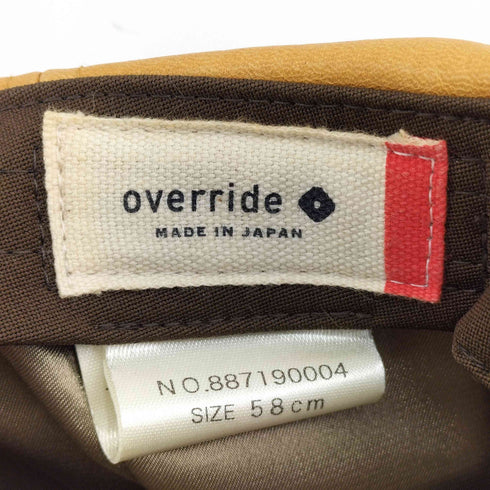 override
MADE IN JAPAN
NO.887190004
SIZE 58cm